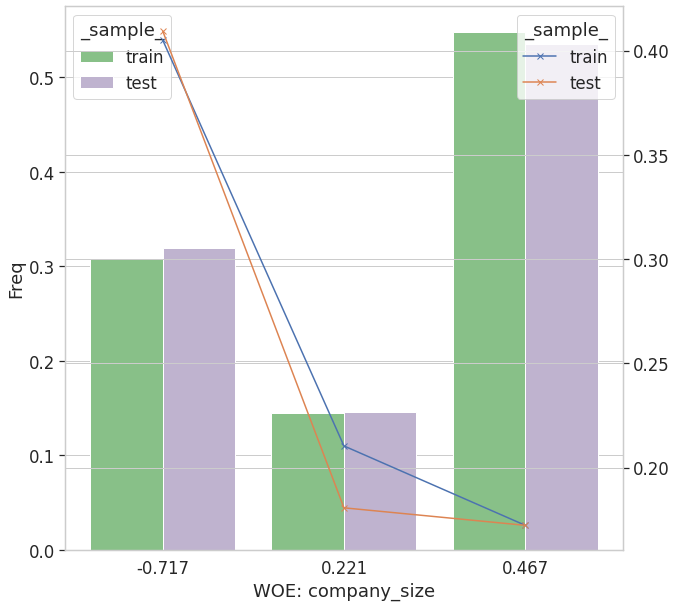 _sample_
train
test
_sample_
train
test
0.5
0.4
0.3
0.2
0.1
0.0
Freq
0.40
0.35
0.30
0.25
0.20
-0.717
0.221
0.467
WOE: company_size